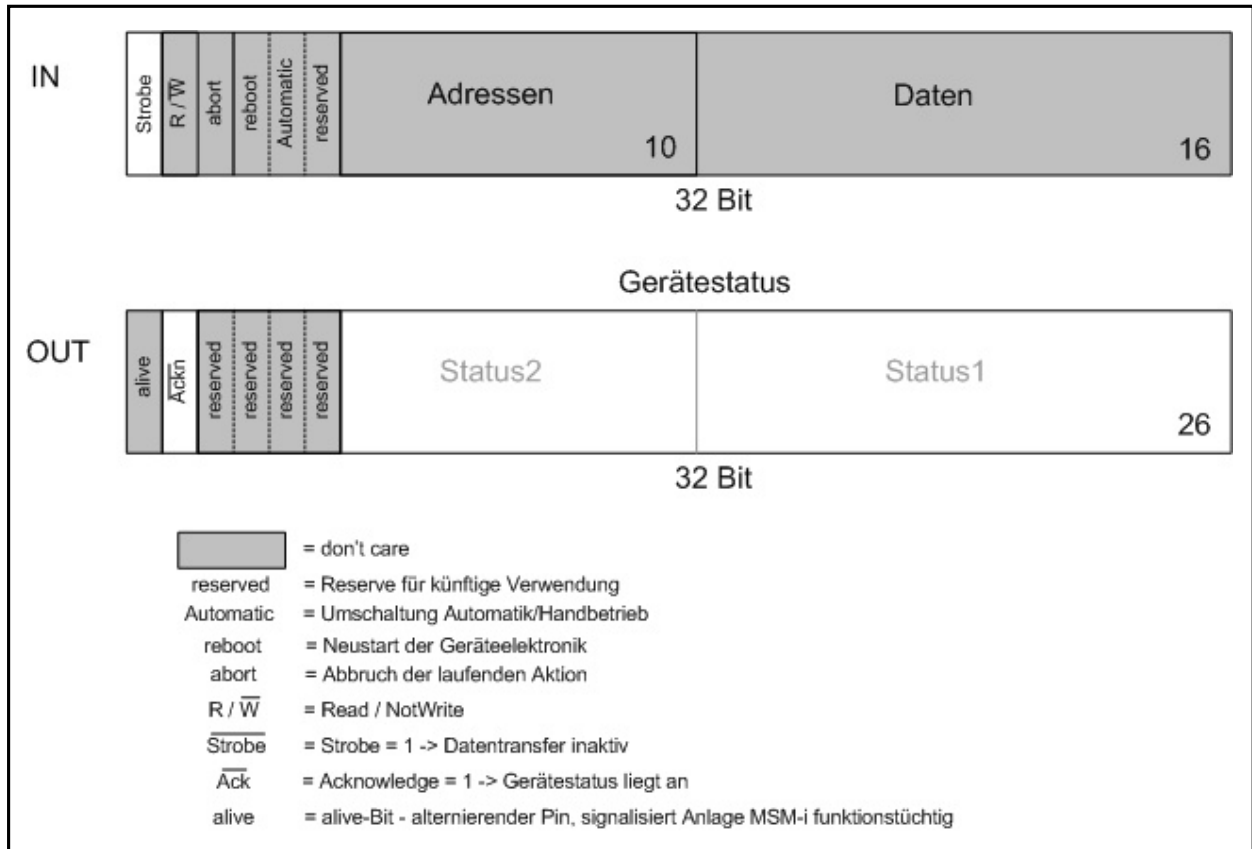 IN
Strobe
R / W̅
abort
reboot
Automatic
reserved
Adressen
10
Daten
16
32 Bit
Gerätestatus
OUT
alive
A̅c̅k̅n̅
reserved
reserved
reserved
reserved
Status2
Status1
26
32 Bit
= don't care
reserved = Reserve für künftige Verwendung
Automatic = Umschaltung Automatik/Handbetrieb
reboot = Neustart der Geräteelektronik
abort = Abbruch der laufenden Aktion
R / W̅ = Read / NotWrite
S̅t̅r̅o̅b̅e̅ = Strobe = 1 -> Datentransfer inaktiv
A̅c̅k̅ = Acknowledge = 1 -> Gerätestatus liegt an
alive = alive-Bit - alternierender Pin, signalisiert Anlage MSM-i funktionstüchtig